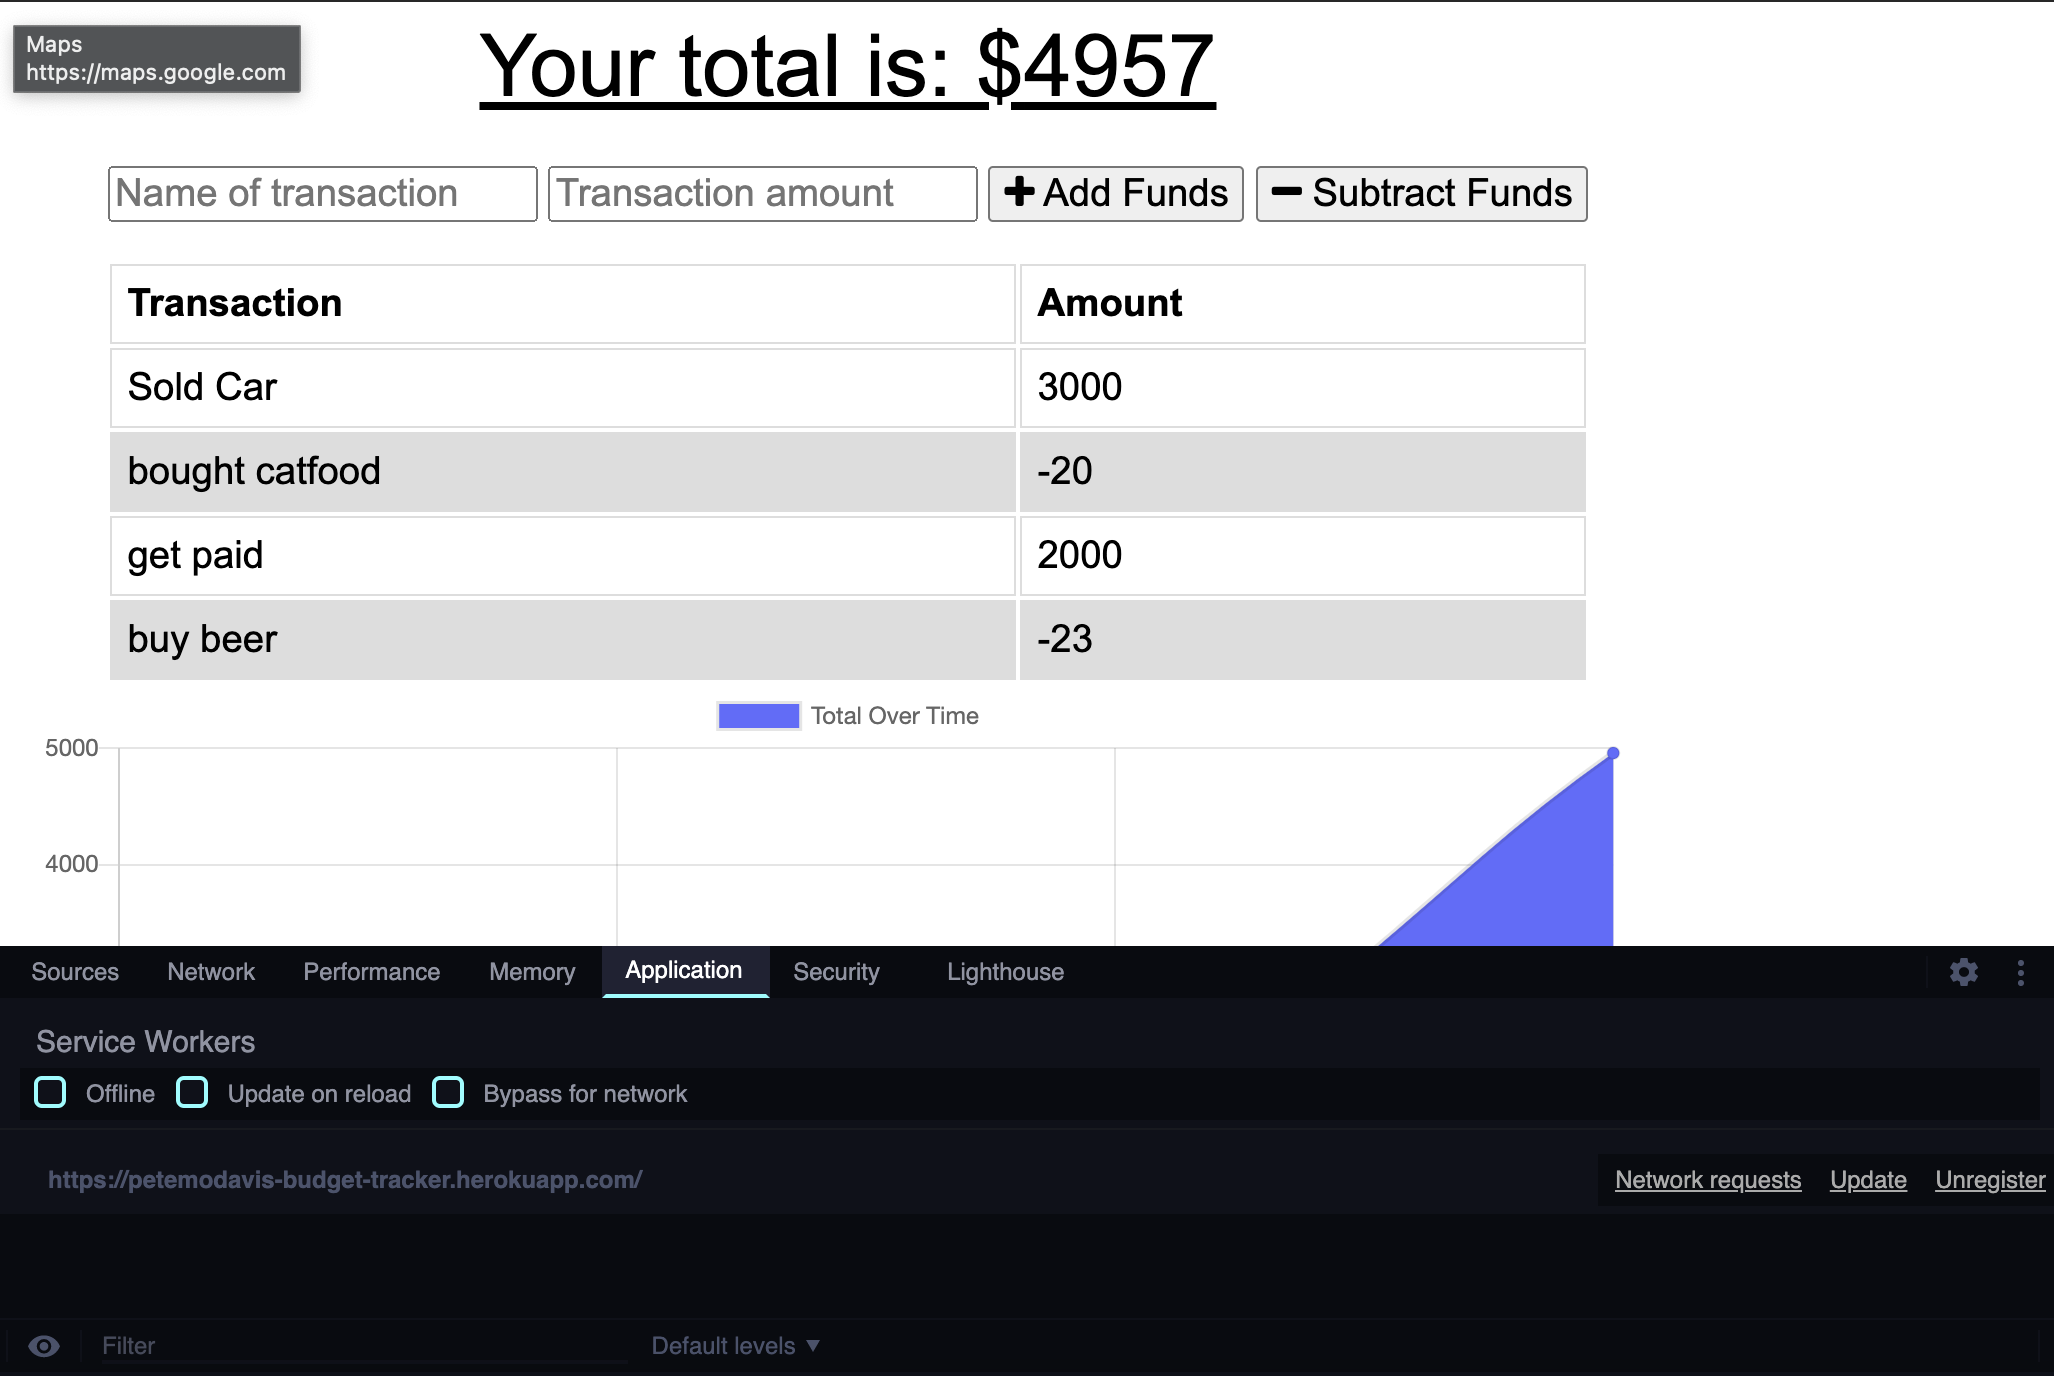 Maps
https://maps.google.com
Your total is: $4957
Name of transaction Transaction amount Add Funds Subtract Funds
Transaction Amount
Sold Car 3000
bought catfood -20
get paid 2000
buy beer -23
Total Over Time
5000
4000
Sources Network Performance Memory Application Security Lighthouse
Service Workers
Offline Update on reload Bypass for network
https://petemodavis-budget-tracker.herokuapp.com/ Network requests Update Unregister
Filter Default levels ▼